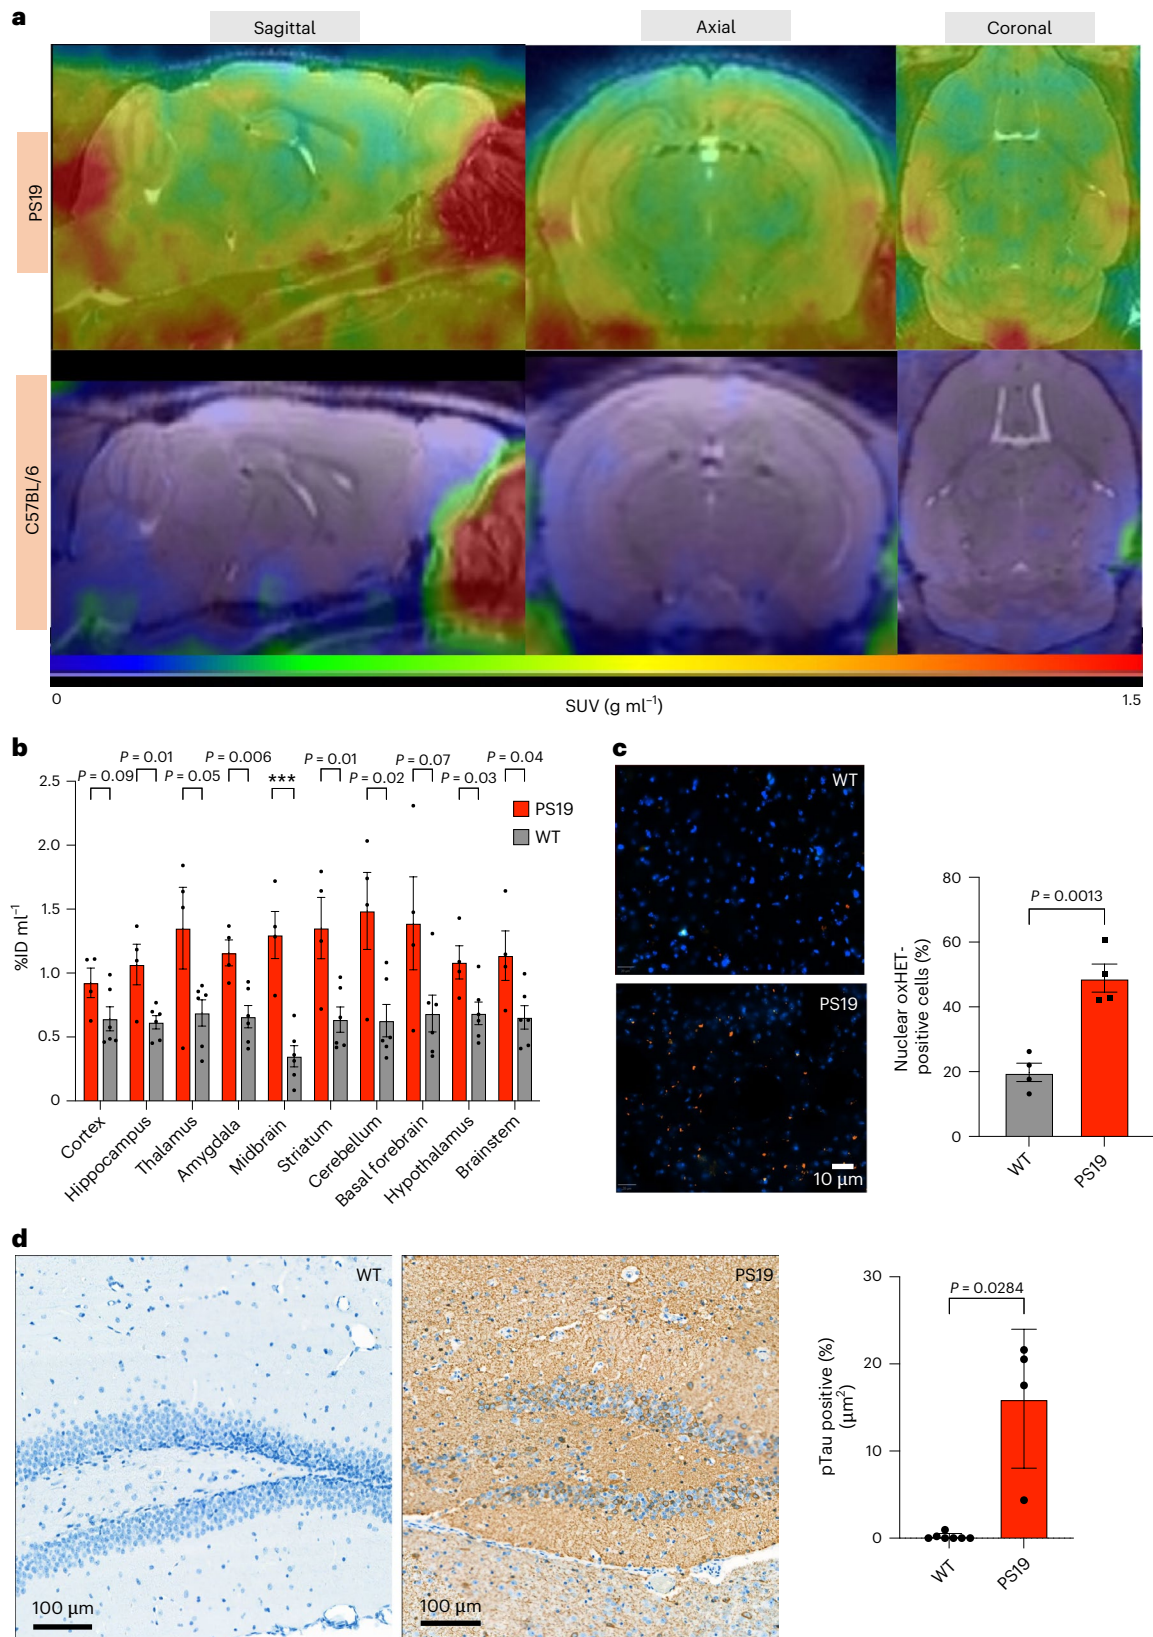 a
Sagittal
Axial
Coronal
PS19
C57BL/6
0
SUV (g ml⁻¹)
1.5
b
P = 0.09
P = 0.01
P = 0.05
P = 0.006
***
P = 0.01
P = 0.02
P = 0.07
P = 0.03
P = 0.04
PS19
WT
%ID ml⁻¹
2.5
2.0
1.5
1.0
0.5
0
Cortex
Hippocampus
Thalamus
Amygdala
Midbrain
Striatum
Cerebellum
Basal forebrain
Hypothalamus
Brainstem
c
WT
PS19
10 µm
Nuclear oxHET-
positive cells (%)
80
60
40
20
0
P = 0.0013
WT
PS19
d
WT
100 µm
PS19
100 µm
pTau positive (%)
(µm²)
30
20
10
0
P = 0.0284
WT
PS19